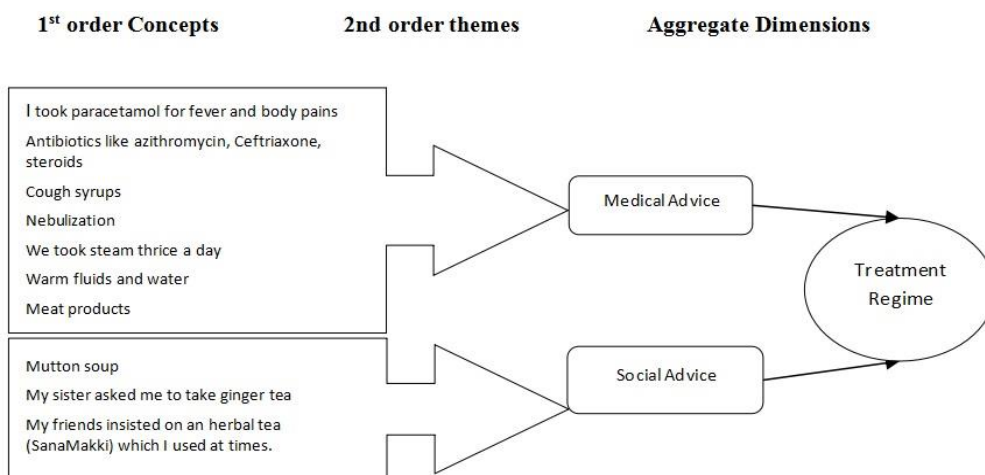 1st order Concepts 2nd order themes Aggregate Dimensions
I took paracetamol for fever and body pains
Antibiotics like azithromycin, Ceftriaxone,
steroids
Cough syrups
Nebulization
We took steam thrice a day
Warm fluids and water
Meat products
Medical Advice
Treatment
Regime
Mutton soup
My sister asked me to take ginger tea
My friends insisted on an herbal tea
(SanaMakki) which I used at times.
Social Advice